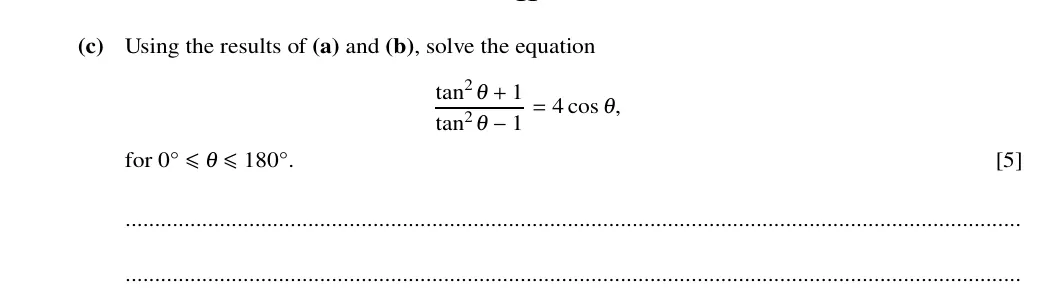 (c) Using the results of (a) and (b), solve the equation
tan² θ + 1
tan² θ − 1
= 4 cos θ,
for 0° ⩽ θ ⩽ 180°. [5]